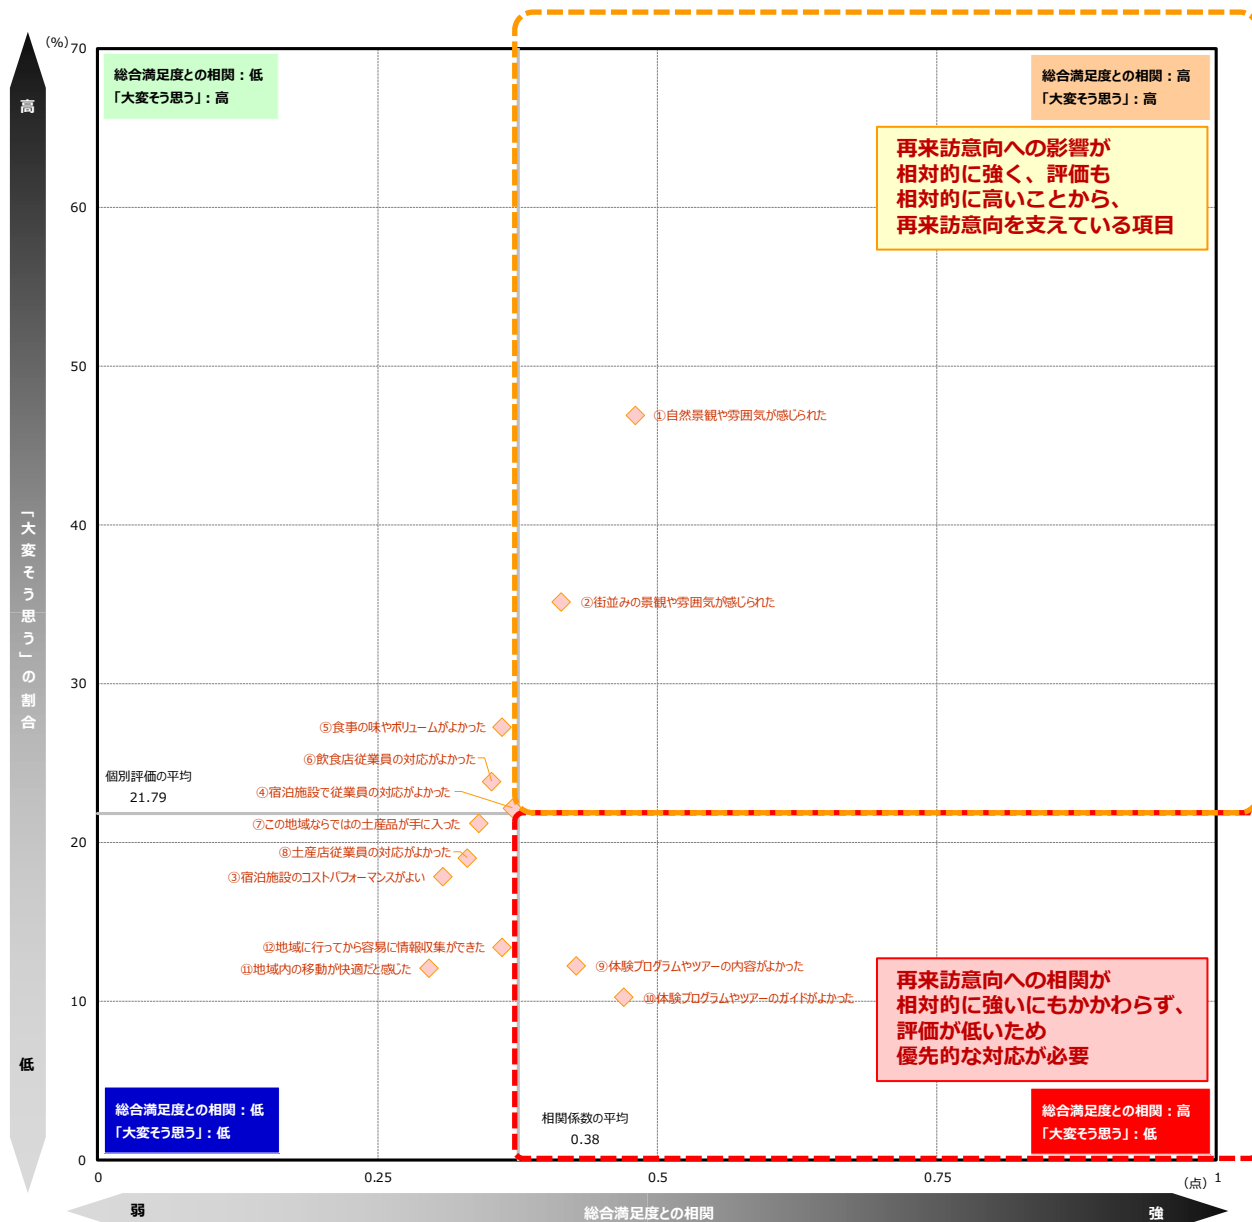 (%)
70
60
50
40
30
20
10
0
高
「大変そう思う」の割合
低
総合満足度との相関：低
「大変そう思う」：高
総合満足度との相関：高
「大変そう思う」：高
再来訪意向への影響が
相対的に強く、評価も
相対的に高いことから、
再来訪意向を支えている項目
①自然景観や雰囲気が感じられた
②街並みの景観や雰囲気が感じられた
⑤食事の味やボリュームがよかった
⑥飲食店従業員の対応がよかった
個別評価の平均
21.79
④宿泊施設で従業員の対応がよかった
⑦この地域ならではの土産品が手に入った
⑧土産店従業員の対応がよかった
③宿泊施設のコストパフォーマンスがよい
⑫地域に行ってから容易に情報収集ができた
⑪地域内の移動が快適だと感じた
⑨体験プログラムやツアーの内容がよかった
⑩体験プログラムやツアーのガイドがよかった
再来訪意向への相関が
相対的に強いにもかかわらず、
評価が低いため
優先的な対応が必要
総合満足度との相関：低
「大変そう思う」：低
相関係数の平均
0.38
総合満足度との相関：高
「大変そう思う」：低
0
0.25
0.5
0.75
(点)
1
弱
総合満足度との相関
強